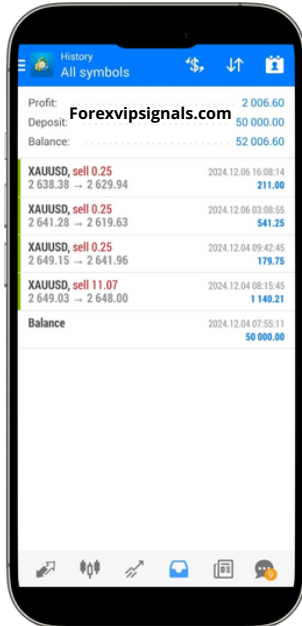 History
All symbols
Profit: 2 006.60
Forexvipsignals.com
Deposit: 50 000.00
Balance: 52 006.60
XAUUSD, sell 0.25 2024.12.06 16:08:14
2 638.38 → 2 629.94 211.00
XAUUSD, sell 0.25 2024.12.06 03:08:55
2 641.28 → 2 619.63 541.25
XAUUSD, sell 0.25 2024.12.04 09:42:45
2 649.15 → 2 641.96 179.75
XAUUSD, sell 11.07 2024.12.04 08:15:45
2 649.03 → 2 648.00 1 140.21
Balance 2024.12.04 07:55:11
50 000.00